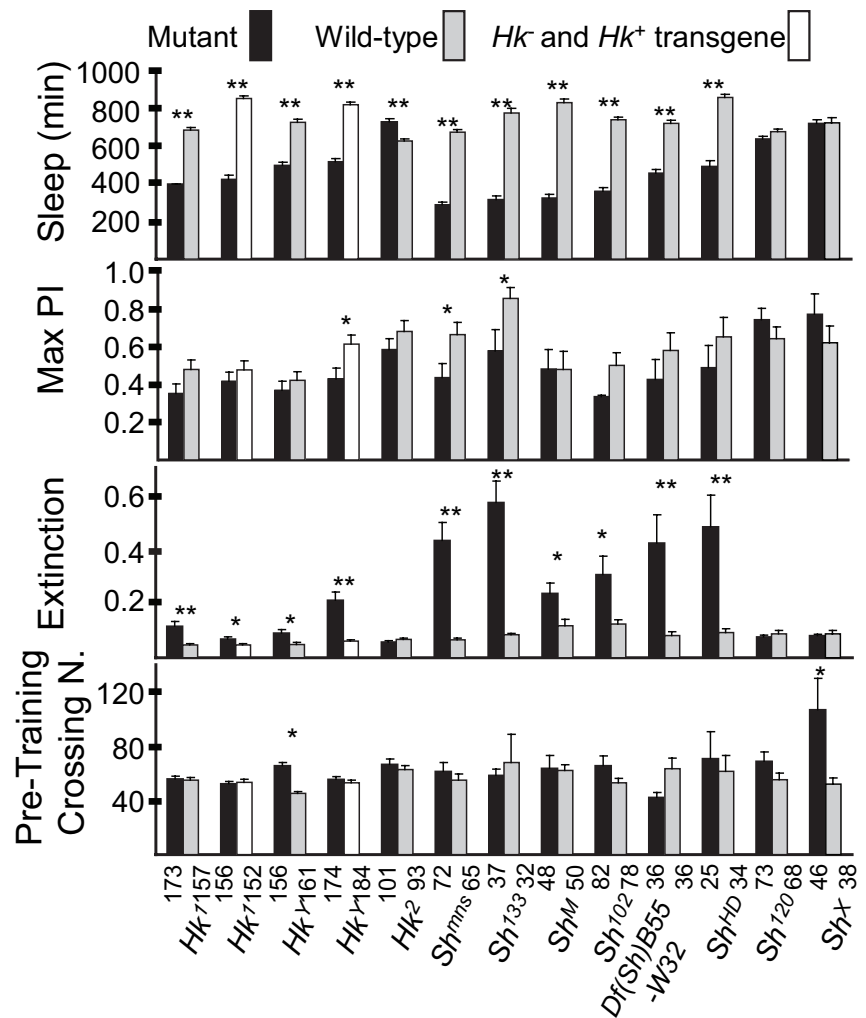 Mutant Wild-type Hk- and Hk+ transgene
Sleep (min)
1000
800
600
400
200
** ** ** ** ** ** ** ** ** ** **
Max PI
1.0
0.8
0.6
0.4
0.2
* * *
Extinction
0.6
0.4
0.2
** * * ** ** ** * * ** **
Pre-Training
Crossing N.
120
80
40
* *
173 Hk1 157
156 Hk1 152
156 HkY 161
174 HkY 184
101 Hk2 93
72 Shmns 65
37 Sh133 32
48 ShM 50
82 Sh102 78
36 Df(Sh)B55 36
-W32
25 ShHD 34
73 Sh120 68
46 ShX 38